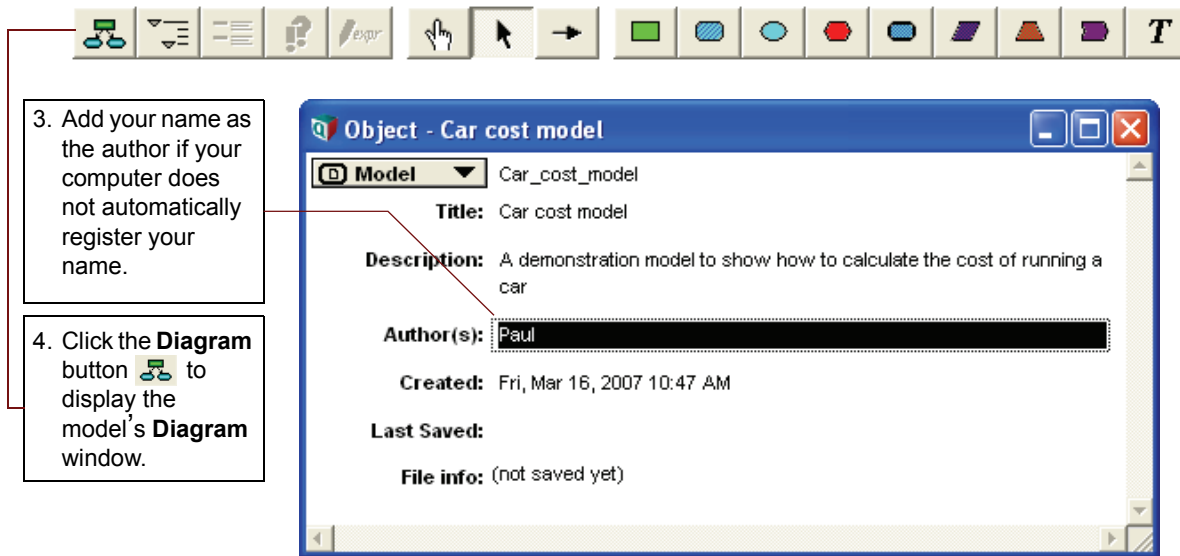 expr
T
3. Add your name as
the author if your
computer does
not automatically
register your
name.
4. Click the Diagram
button to
display the
model's Diagram
window.
Object - Car cost model
D Model Car_cost_model
Title: Car cost model
Description: A demonstration model to show how to calculate the cost of running a
car
Author(s): Paul
Created: Fri, Mar 16, 2007 10:47 AM
Last Saved:
File info: (not saved yet)